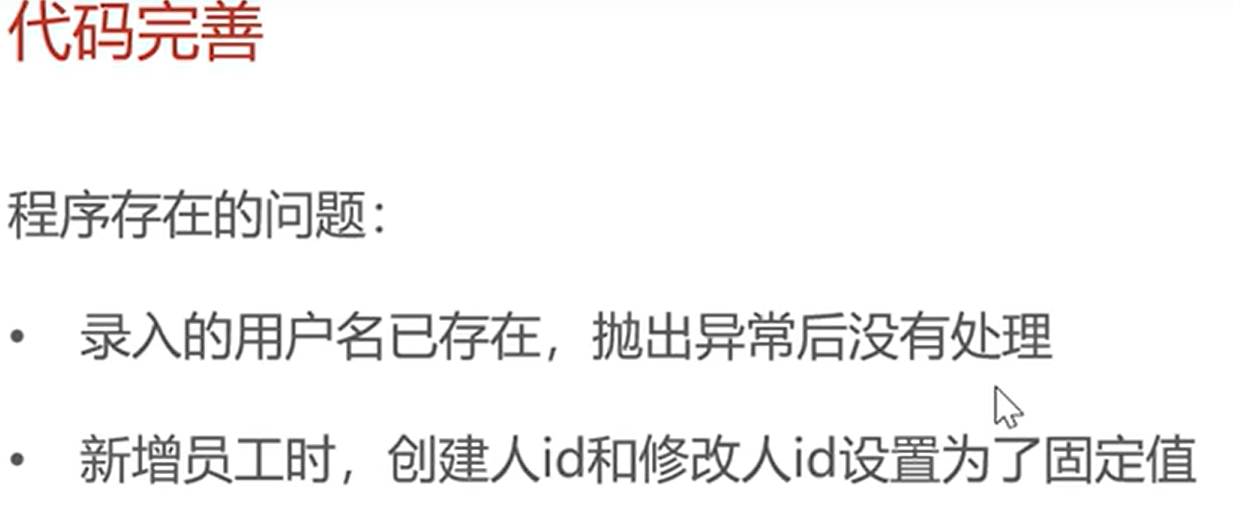 代码完善
程序存在的问题：
• 录入的用户名已存在，抛出异常后没有处理
• 新增员工时，创建人id和修改人id设置为了固定值